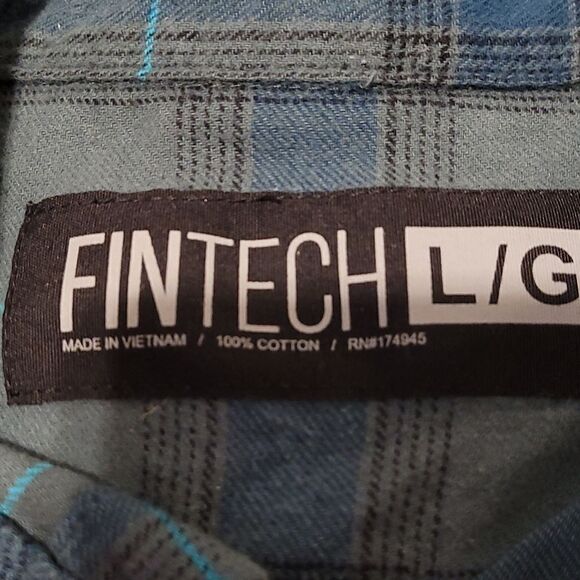 FINTECH L/G
MADE IN VIETNAM / 100% COTTON / RN#174945